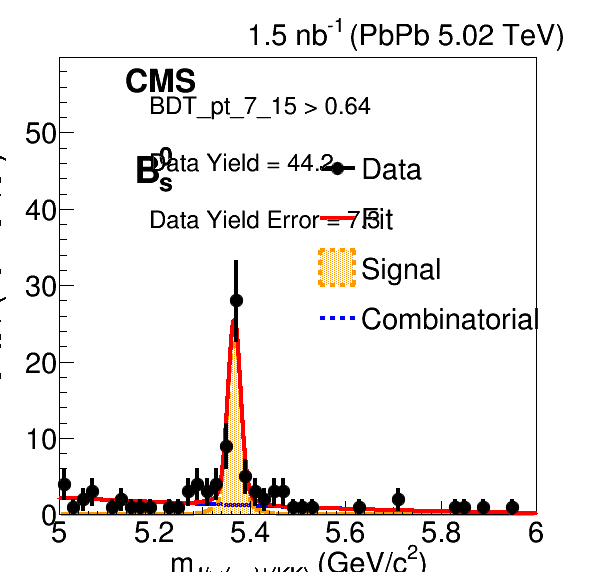 1.5 nb⁻¹ (PbPb 5.02 TeV)
CMS
BDT_pt_7_15 > 0.64
B⁰ₛ
Data Yield = 44.2
Data
Data Yield Error = 7.3
Fit
Signal
Combinatorial
50
40
30
20
10
0
5 5.2 5.4 5.6 5.8 6
m (GeV/c²)